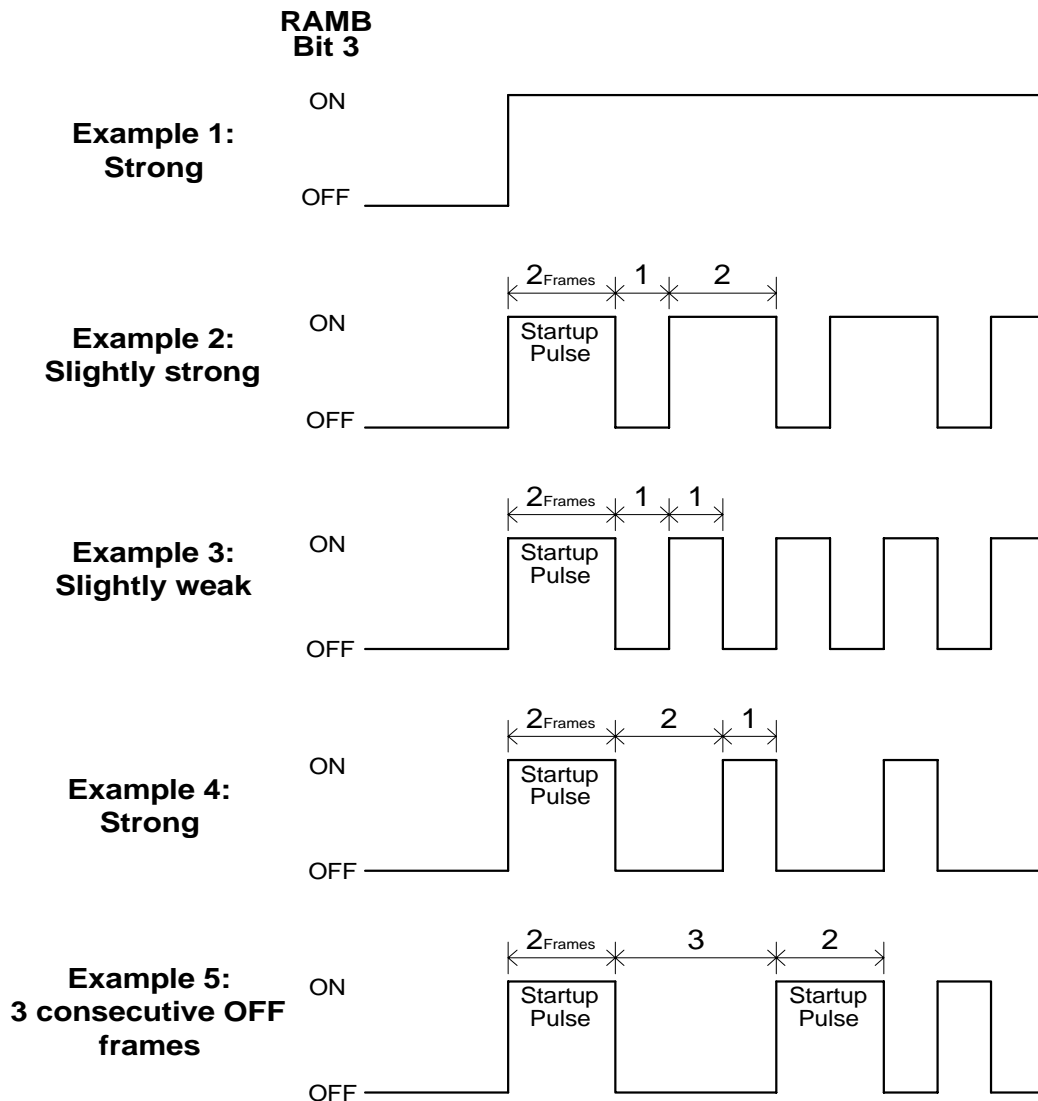 RAMB
Bit 3
Example 1:
Strong
ON
OFF
Example 2:
Slightly strong
ON
OFF
2Frames 1 2
Startup
Pulse
Example 3:
Slightly weak
ON
OFF
2Frames 1 1
Startup
Pulse
Example 4:
Strong
ON
OFF
2Frames 2 1
Startup
Pulse
Example 5:
3 consecutive OFF
frames
ON
OFF
2Frames 3 2
Startup
Pulse
Startup
Pulse